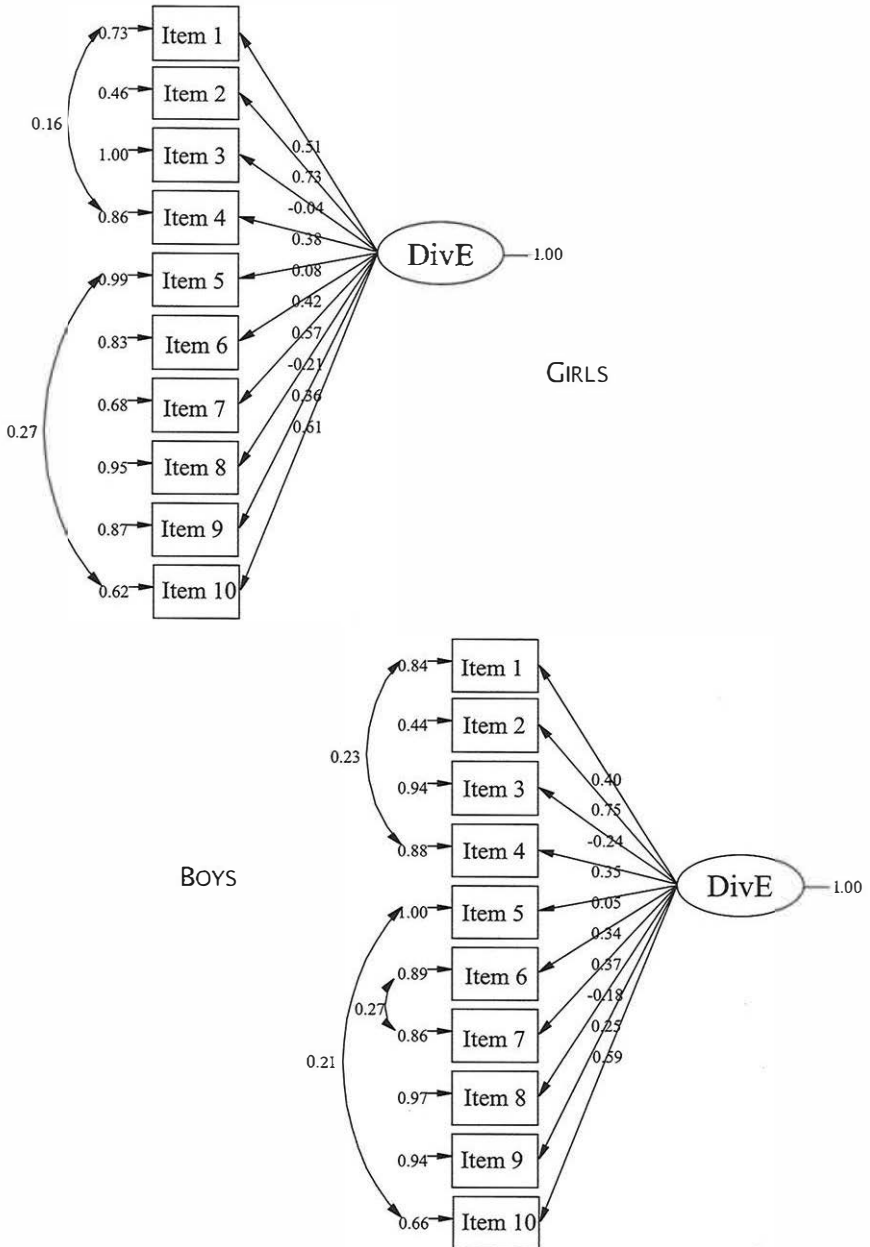 0.73 Item 1
0.46 Item 2
0.16
1.00 Item 3
0.51
0.73
-0.04
0.86 Item 4
0.38
DivE 1.00
0.99 Item 5
0.08
0.42
0.83 Item 6
0.57
-0.21
GIRLS
0.68 Item 7
0.36
0.61
0.27
0.95 Item 8
0.87 Item 9
0.62 Item 10
0.84 Item 1
0.44 Item 2
0.23
0.94 Item 3
0.40
0.75
-0.24
0.88 Item 4
0.35
BOYS
DivE 1.00
1.00 Item 5
0.05
0.34
0.89 Item 6
0.37
-0.18
0.27
0.86 Item 7
0.25
0.59
0.21
0.97 Item 8
0.94 Item 9
0.66 Item 10